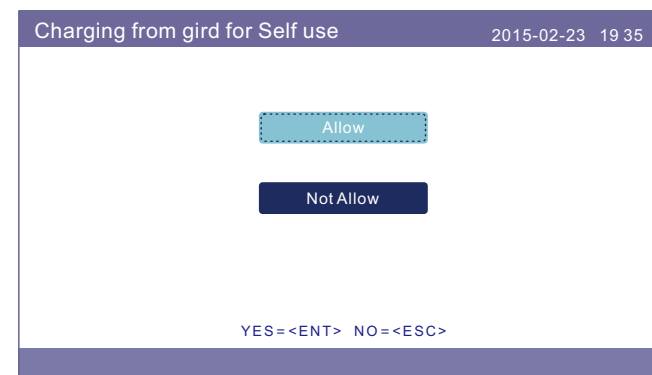 Charging from gird for Self use 2015-02-23 19 35
Allow
Not Allow
YES=<ENT> NO=<ESC>